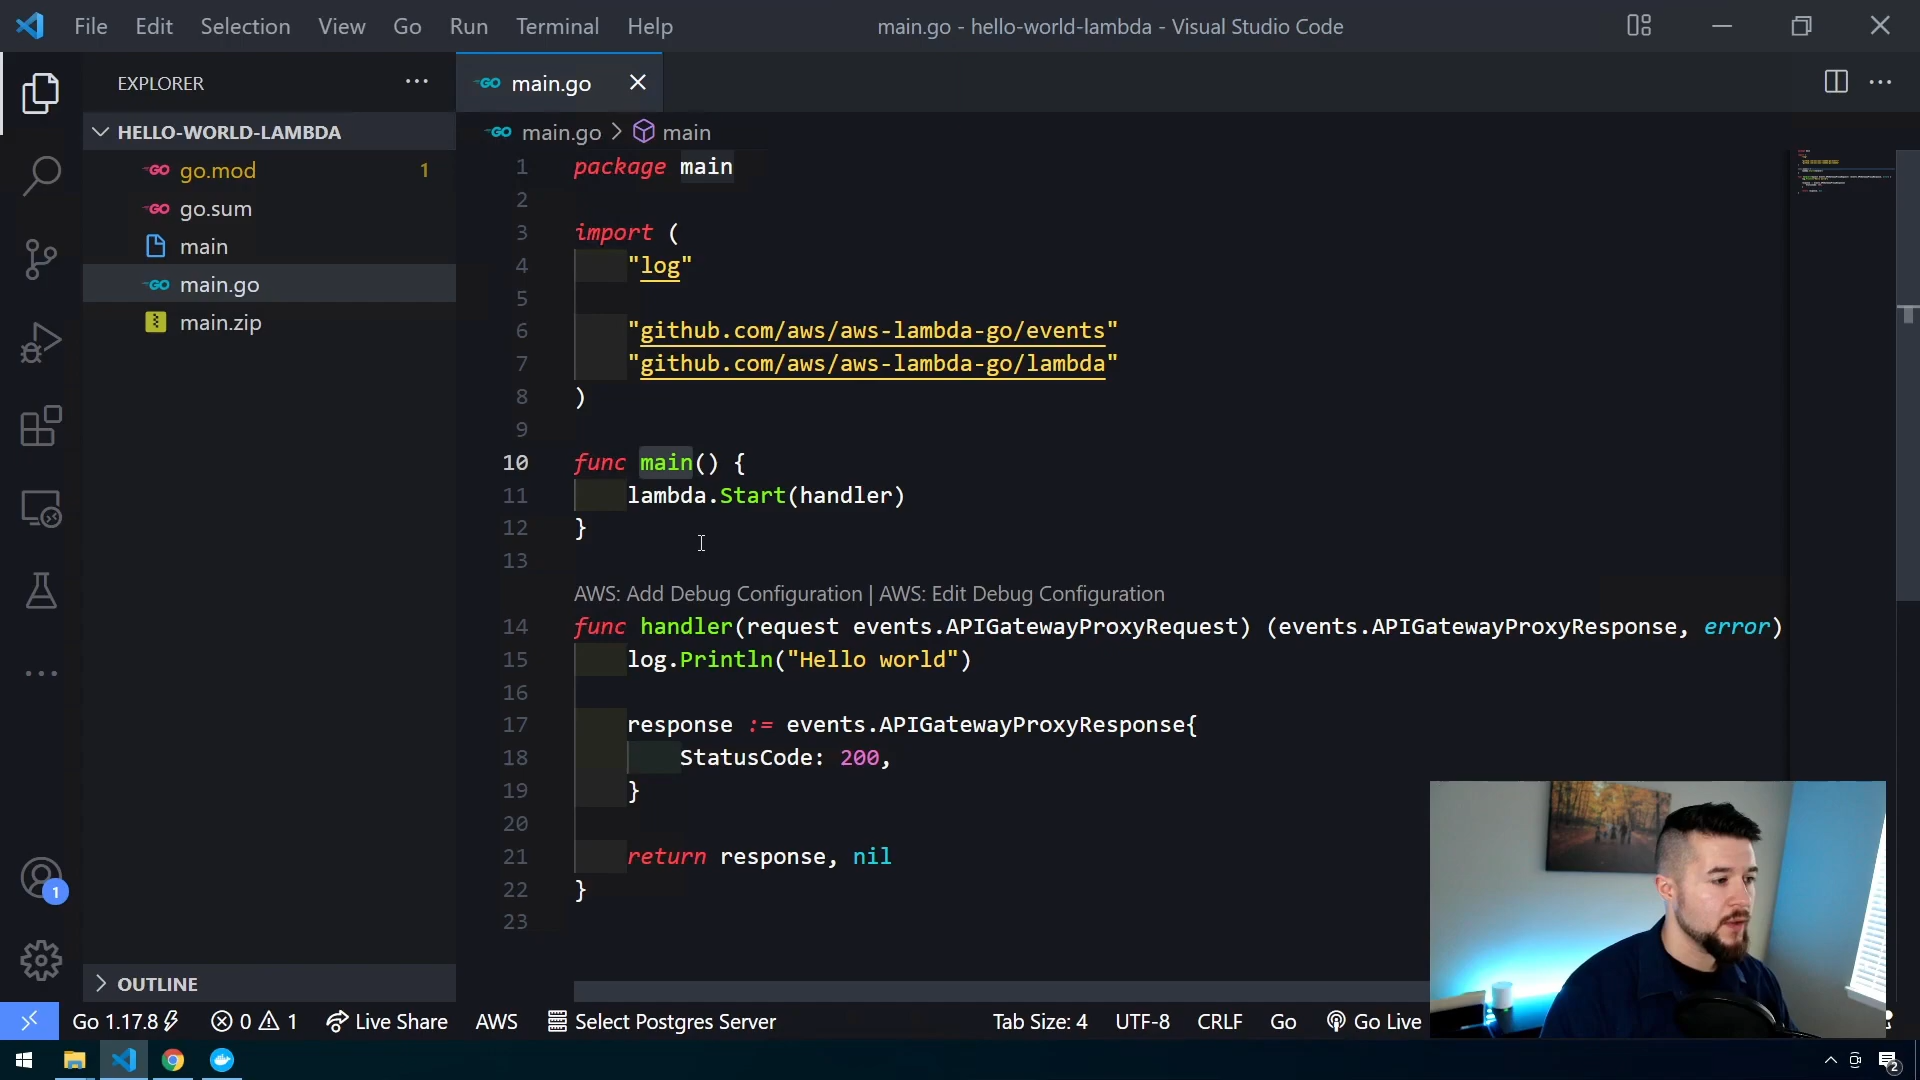 File Edit Selection View Go Run Terminal Help
main.go - hello-world-lambda - Visual Studio Code
EXPLORER
HELLO-WORLD-LAMBDA
go.mod 1
go.sum
main
main.go
main.zip
OUTLINE
main.go
main.go > main
1 package main
2
3 import (
4 "log"
5
6 "github.com/aws/aws-lambda-go/events"
7 "github.com/aws/aws-lambda-go/lambda"
8 )
9
10 func main() {
11 lambda.Start(handler)
12 }
13
AWS: Add Debug Configuration | AWS: Edit Debug Configuration
14 func handler(request events.APIGatewayProxyRequest) (events.APIGatewayProxyResponse, error)
15 log.Println("Hello world")
16
17 response := events.APIGatewayProxyResponse{
18 StatusCode: 200,
19 }
20
21 return response, nil
22 }
23
1
Go 1.17.8 0 1 Live Share AWS Select Postgres Server Tab Size: 4 UTF-8 CRLF Go Go Live
2